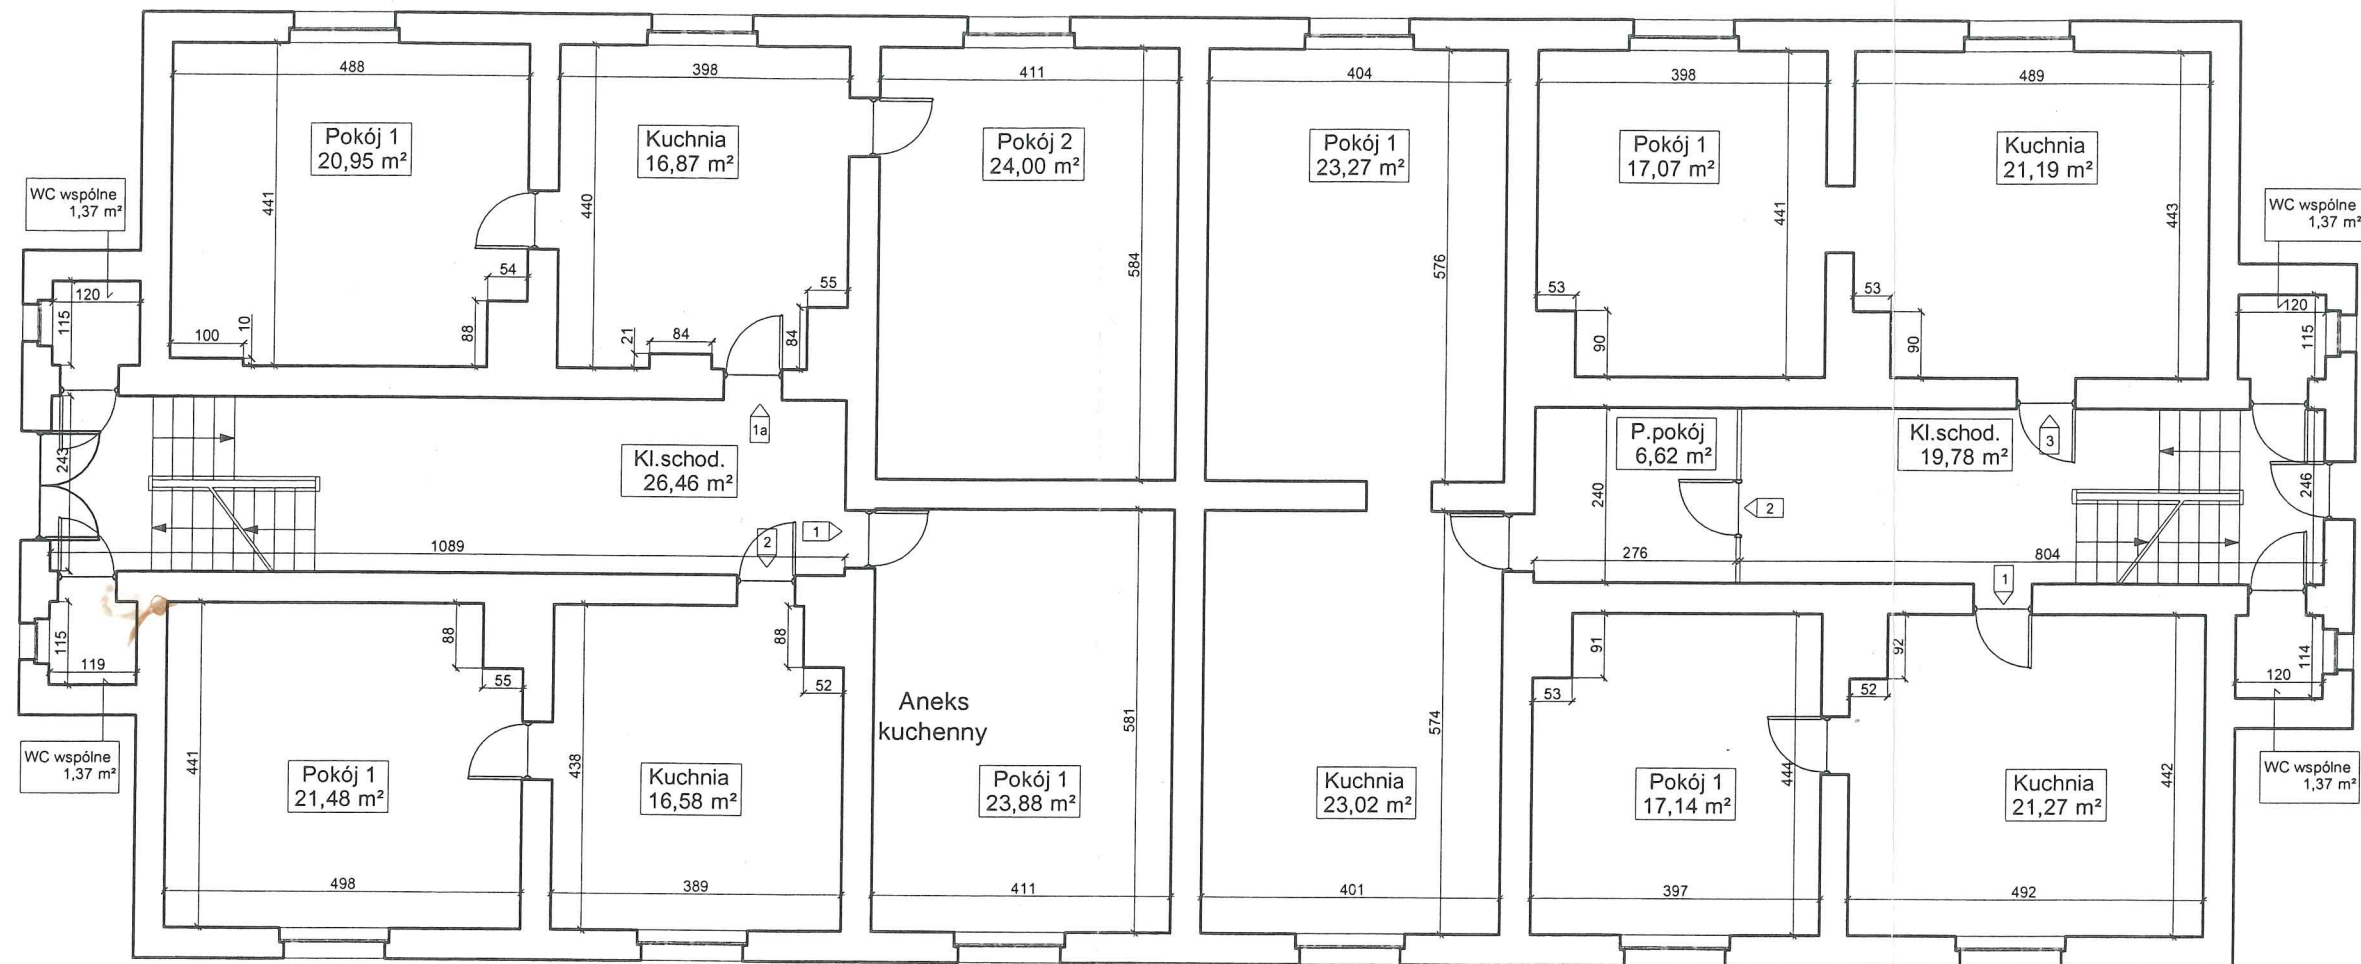 488
398
411
404
398
489
Pokój 1
20,95 m²
Kuchnia
16,87 m²
Pokój 2
24,00 m²
Pokój 1
23,27 m²
Pokój 1
17,07 m²
Kuchnia
21,19 m²
WC wspólne
1,37 m²
WC wspólne
1,37 m²
441
440
584
576
441
443
54
55
53
53
120
115
100
10
88
21
84
84
90
90
120
115
1a
Kl.schod.
26,46 m²
P.pokój
6,62 m²
Kl.schod.
19,78 m²
3
243
240
246
2
1
2
1089
276
804
1
115
119
88
55
88
52
91
53
92
52
114
120
Aneks
kuchenny
441
438
581
574
444
442
WC wspólne
1,37 m²
Pokój 1
21,48 m²
Kuchnia
16,58 m²
Pokój 1
23,88 m²
Kuchnia
23,02 m²
Pokój 1
17,14 m²
Kuchnia
21,27 m²
WC wspólne
1,37 m²
498
389
411
401
397
492